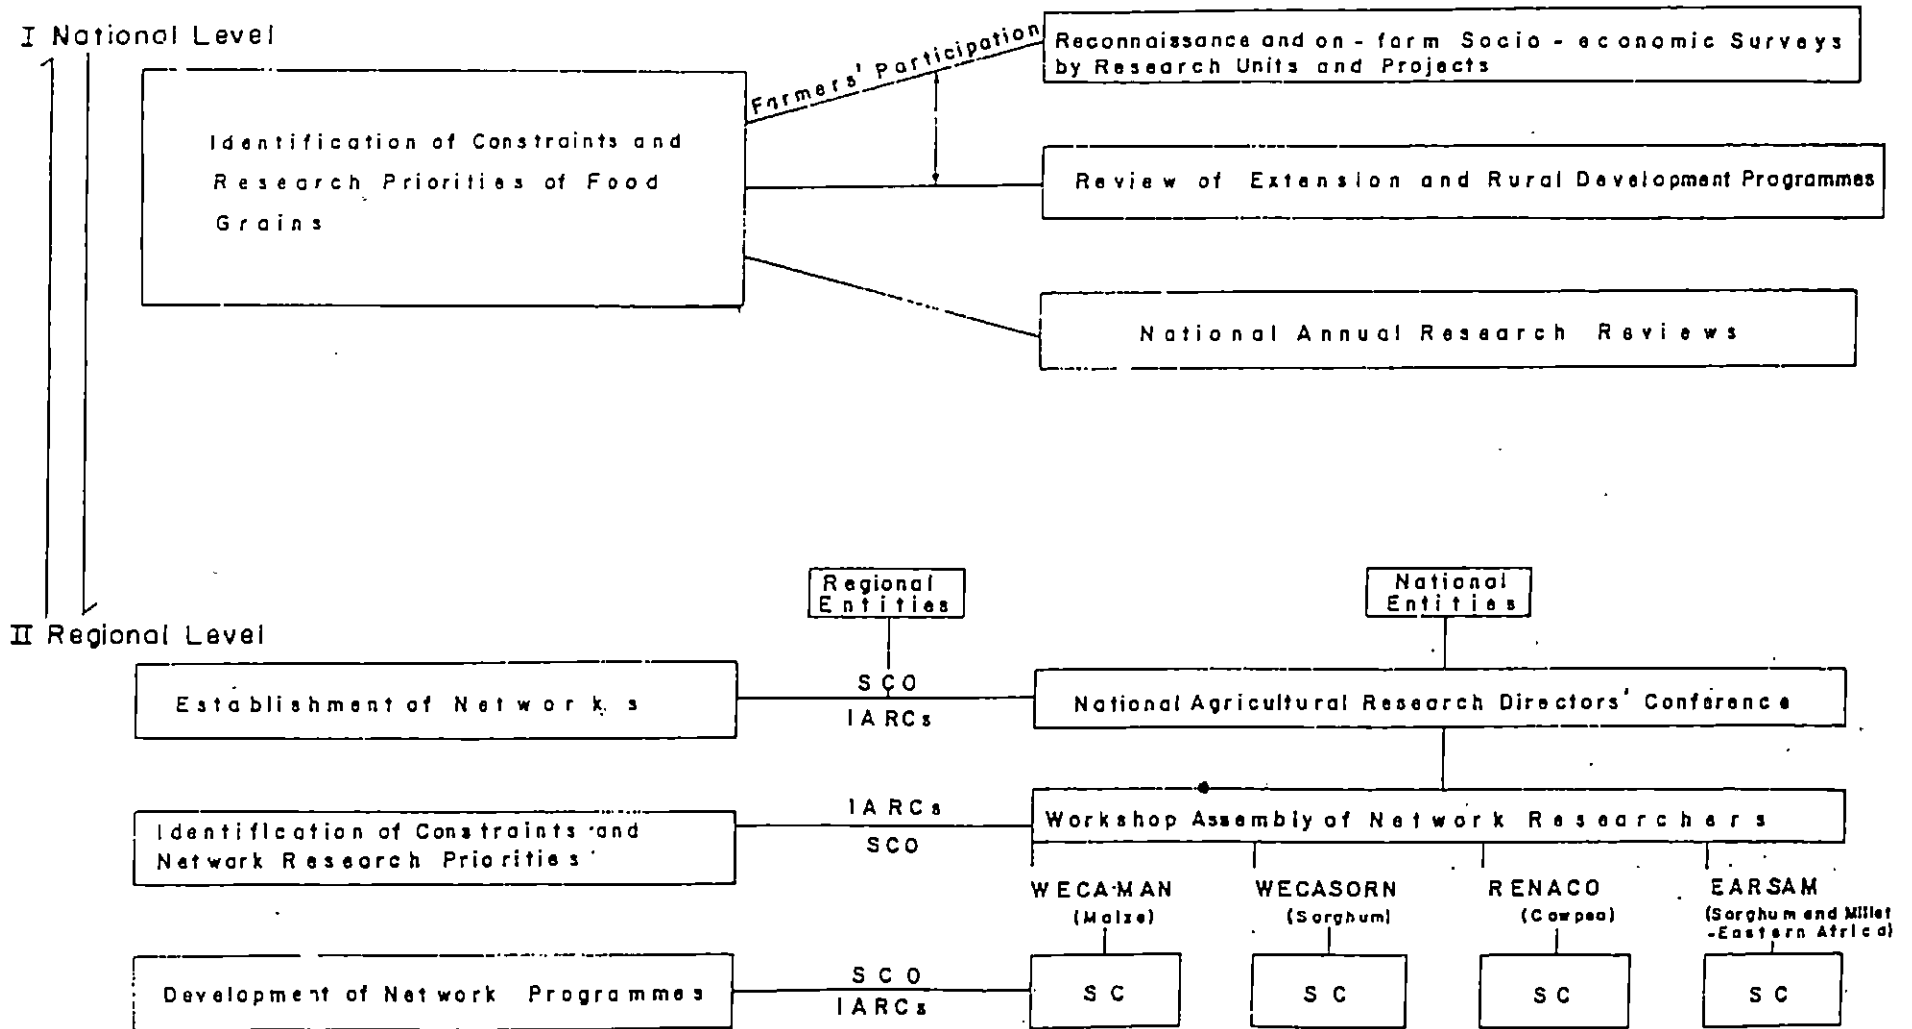 I National Level
Farmers' Participation
Reconnaissance and on - farm Socio - economic Surveys
by Research Units and Projects
Identification of Constraints and
Research Priorities of Food
Grains
Review of Extension and Rural Development Programmes
National Annual Research Reviews
Regional
Entities
National
Entities
II Regional Level
Establishment of Networks
SCO
IARCs
National Agricultural Research Directors' Conference
Identification of Constraints and
Network Research Priorities
IARCs
SCO
Workshop Assembly of Network Researchers
WECA-MAN
(Maize)
WECASORN
(Sorghum)
RENACO
(Cowpea)
EARSAM
(Sorghum and Millet
-Eastern Africa)
Development of Network Programmes
SCO
IARCs
SC
SC
SC
SC